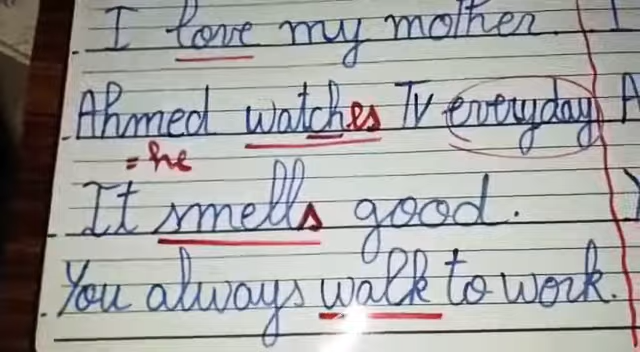 I love my mother.
Ahmed watches Tv everyday A
= he
It smells good.
You always walk to work.